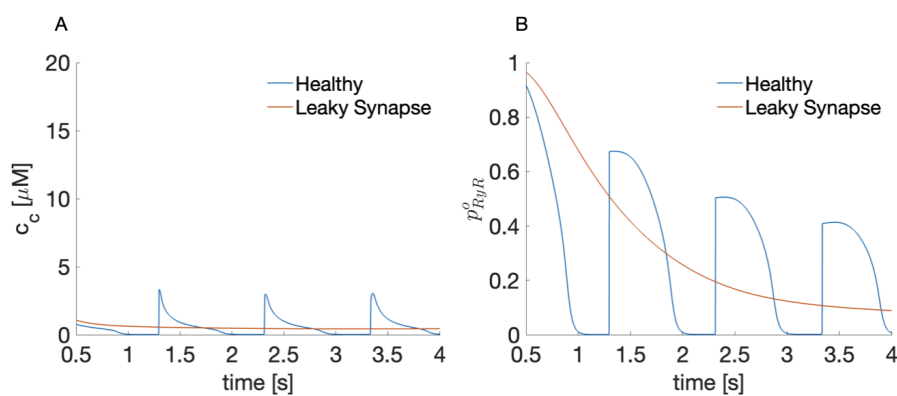 A
c_c [μM]
20
15
10
5
0
0.5 1 1.5 2 2.5 3 3.5 4
time [s]
Healthy
Leaky Synapse
B
p^o_{RyR}
1
0.8
0.6
0.4
0.2
0
0.5 1 1.5 2 2.5 3 3.5 4
time [s]
Healthy
Leaky Synapse